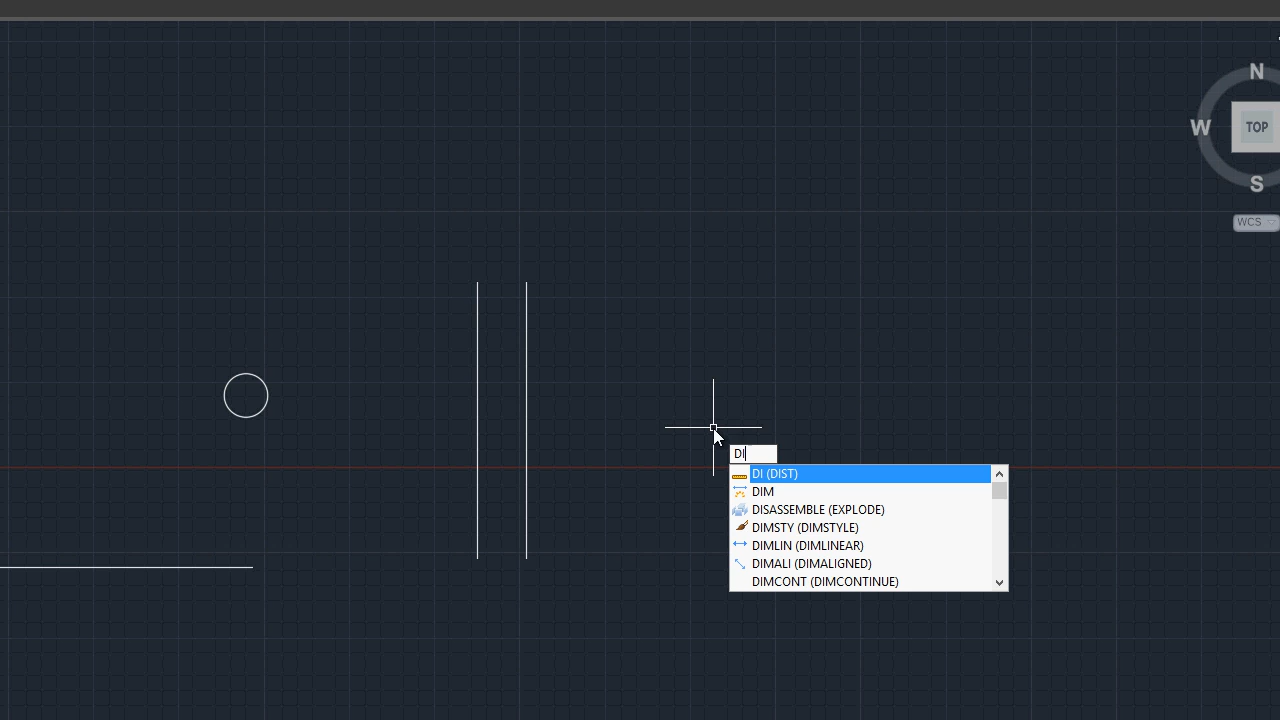 N
W
TOP
S
WCS
DI
DI (DIST)
DIM
DISASSEMBLE (EXPLODE)
DIMSTY (DIMSTYLE)
DIMLIN (DIMLINEAR)
DIMALI (DIMALIGNED)
DIMCONT (DIMCONTINUE)